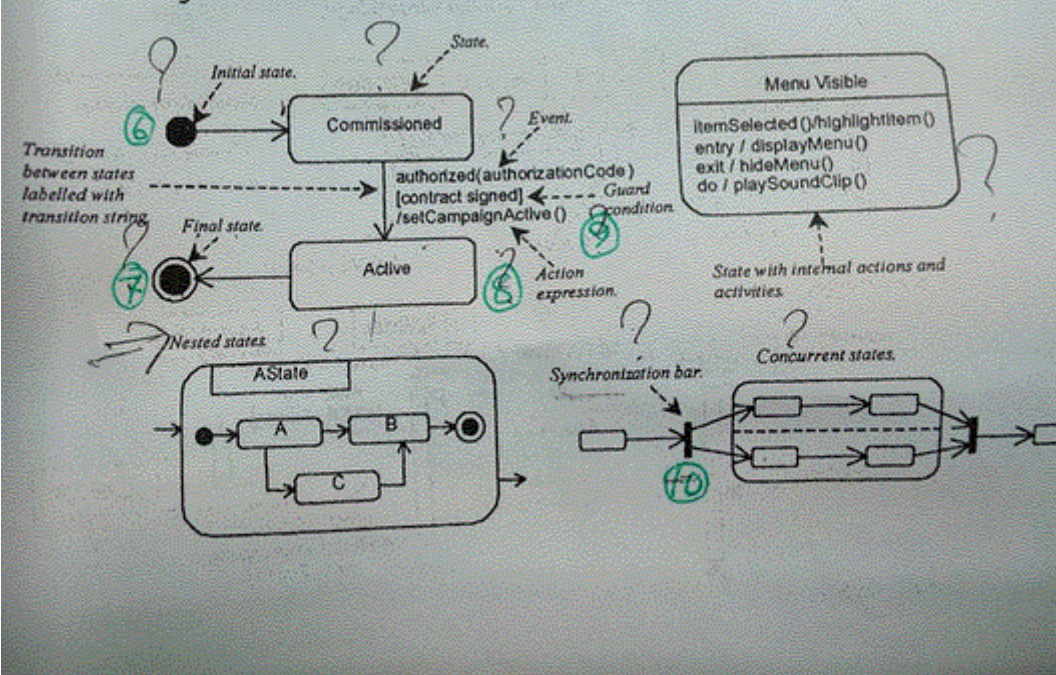 State.
Initial state.
Commissioned
6
Event.
Transition
between states
labelled with
transition string
authorized(authorizationCode)
[contract signed]
/setCampaignActive()
Guard
condition.
9
Menu Visible
itemSelected()/highlightItem()
entry / displayMenu()
exit / hideMenu()
do / playSoundClip()
?
?
?
?
Final state.
7
Active
?
8
Action
expression.
State with internal actions and
activities.
Nested states.
?
AState
A
B
C
?
?
Synchronization bar.
Concurrent states.
10